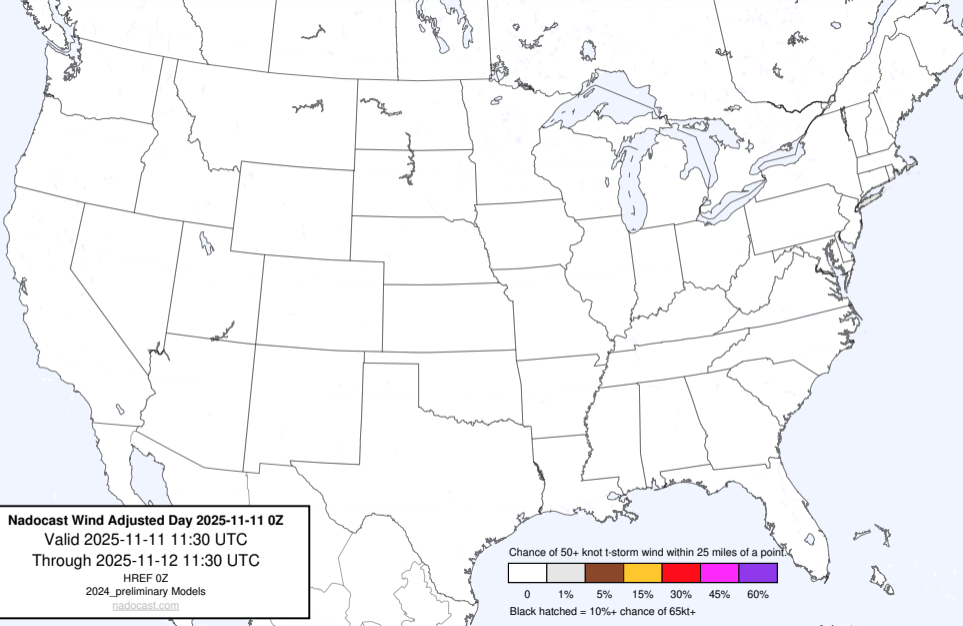 Nadocast Wind Adjusted Day 2025-11-11 0Z
Valid 2025-11-11 11:30 UTC
Through 2025-11-12 11:30 UTC
HREF 0Z
2024_preliminary Models
nadocast.com
Chance of 50+ knot t-storm wind within 25 miles of a point.
0 1% 5% 15% 30% 45% 60%
Black hatched = 10%+ chance of 65kt+